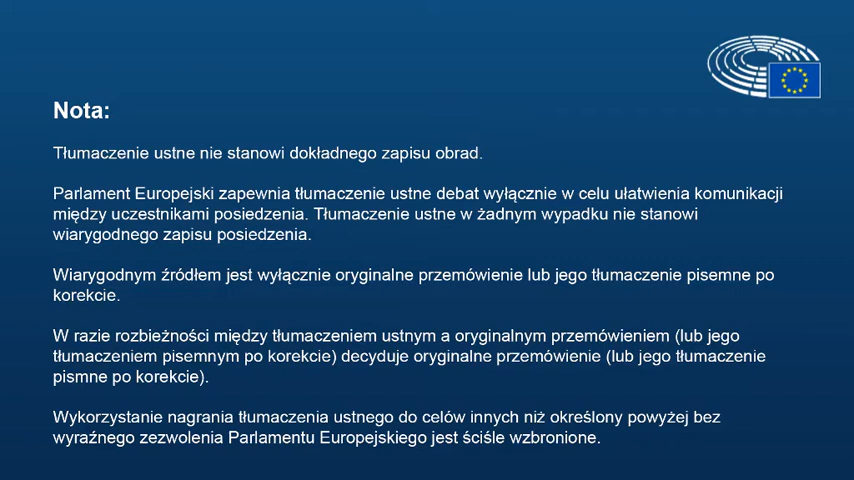 Nota:
Tłumaczenie ustne nie stanowi dokładnego zapisu obrad.
Parlament Europejski zapewnia tłumaczenie ustne debat wyłącznie w celu ułatwienia komunikacji
między uczestnikami posiedzenia. Tłumaczenie ustne w żadnym wypadku nie stanowi
wiarygodnego zapisu posiedzenia.
Wiarygodnym źródłem jest wyłącznie oryginalne przemówienie lub jego tłumaczenie pisemne po
korekcie.
W razie rozbieżności między tłumaczeniem ustnym a oryginalnym przemówieniem (lub jego
tłumaczeniem pisemnym po korekcie) decyduje oryginalne przemówienie (lub jego tłumaczenie
pismne po korekcie).
Wykorzystanie nagrania tłumaczenia ustnego do celów innych niż określony powyżej bez
wyraźnego zezwolenia Parlamentu Europejskiego jest ściśle wzbronione.